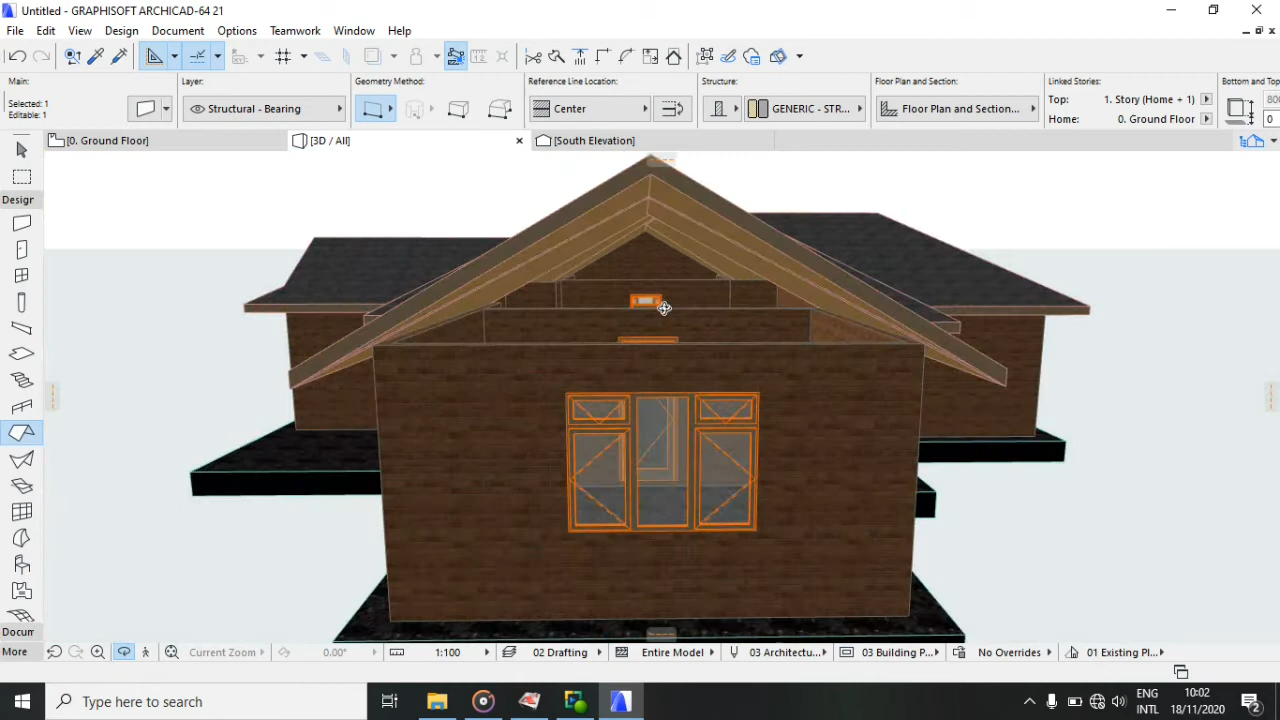 Untitled - GRAPHISOFT ARCHICAD-64 21
File Edit View Design Document Options Teamwork Window Help
Main: Layer: Geometry Method: Reference Line Location: Structure: Floor Plan and Section: Linked Stories: Bottom and Top
Selected: 1
Editable: 1
Structural - Bearing
Center
GENERIC - STR...
Floor Plan and Section...
Top: 1. Story (Home + 1)
Home: 0. Ground Floor
800
0
[0. Ground Floor]
[3D / All]
[South Elevation]
Design
Docum
More
Current Zoom
0.00°
1:100
02 Drafting
Entire Model
03 Architectu...
03 Building P...
No Overrides
01 Existing Pl...
Type here to search
ENG
INTL
10:02
18/11/2020
2